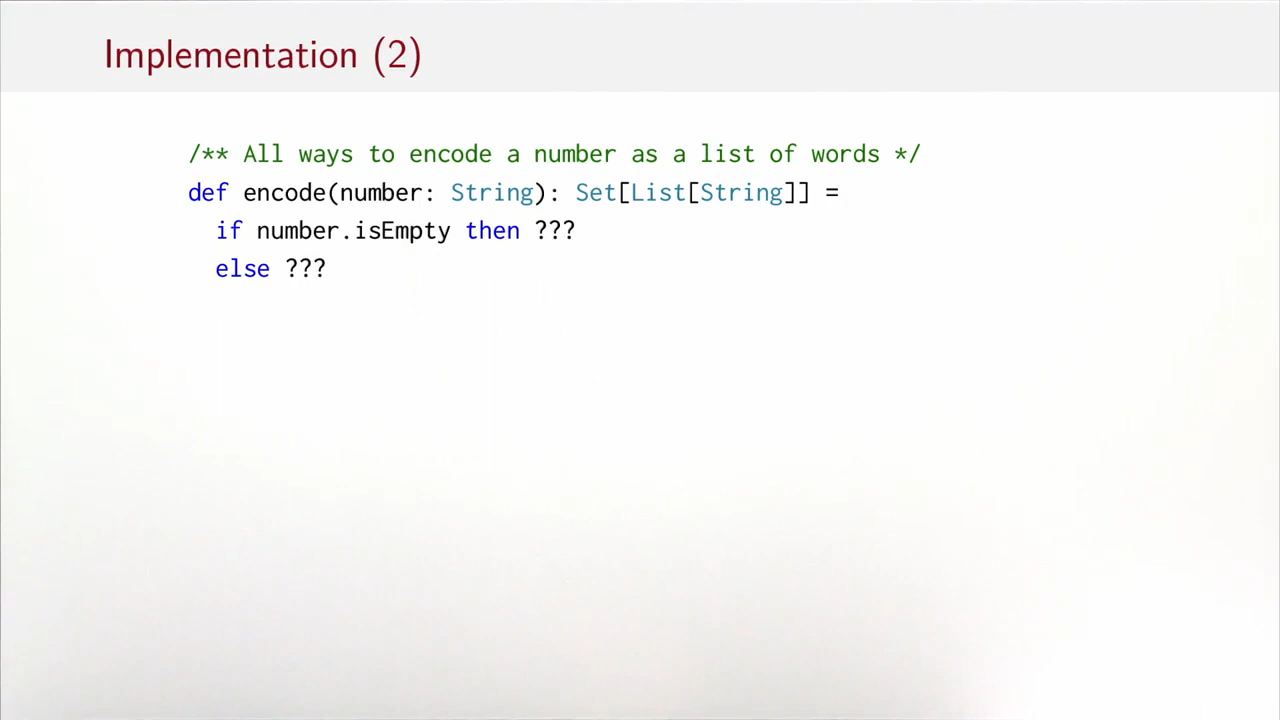 Implementation (2)
/** All ways to encode a number as a list of words */
def encode(number: String): Set[List[String]] =
  if number.isEmpty then ???
  else ???